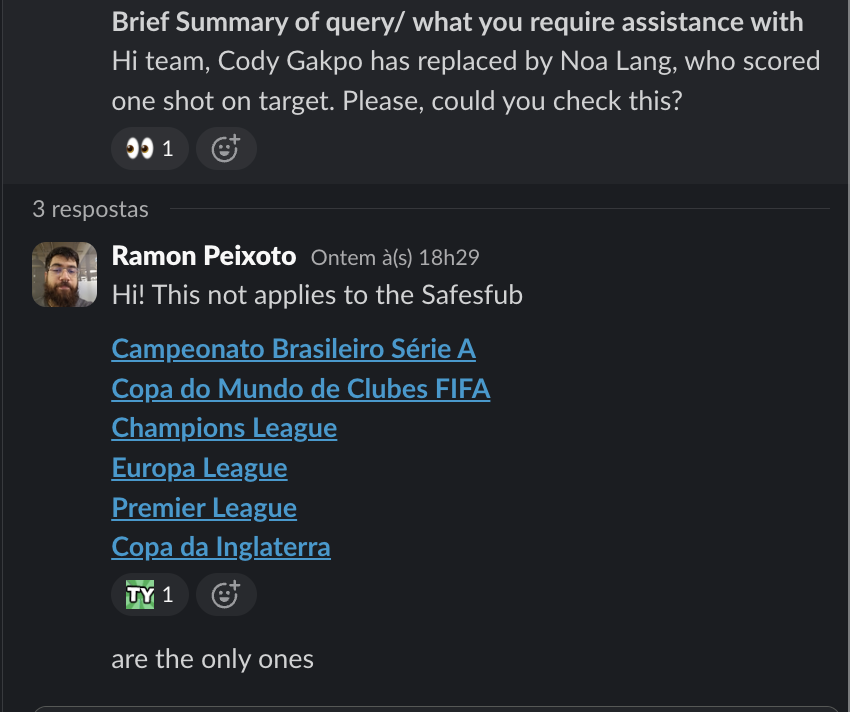 Brief Summary of query/ what you require assistance with
Hi team, Cody Gakpo has replaced by Noa Lang, who scored
one shot on target. Please, could you check this?
1
3 respostas
Ramon Peixoto Ontem à(s) 18h29
Hi! This not applies to the Safesfub
Campeonato Brasileiro Série A
Copa do Mundo de Clubes FIFA
Champions League
Europa League
Premier League
Copa da Inglaterra
TY 1
are the only ones